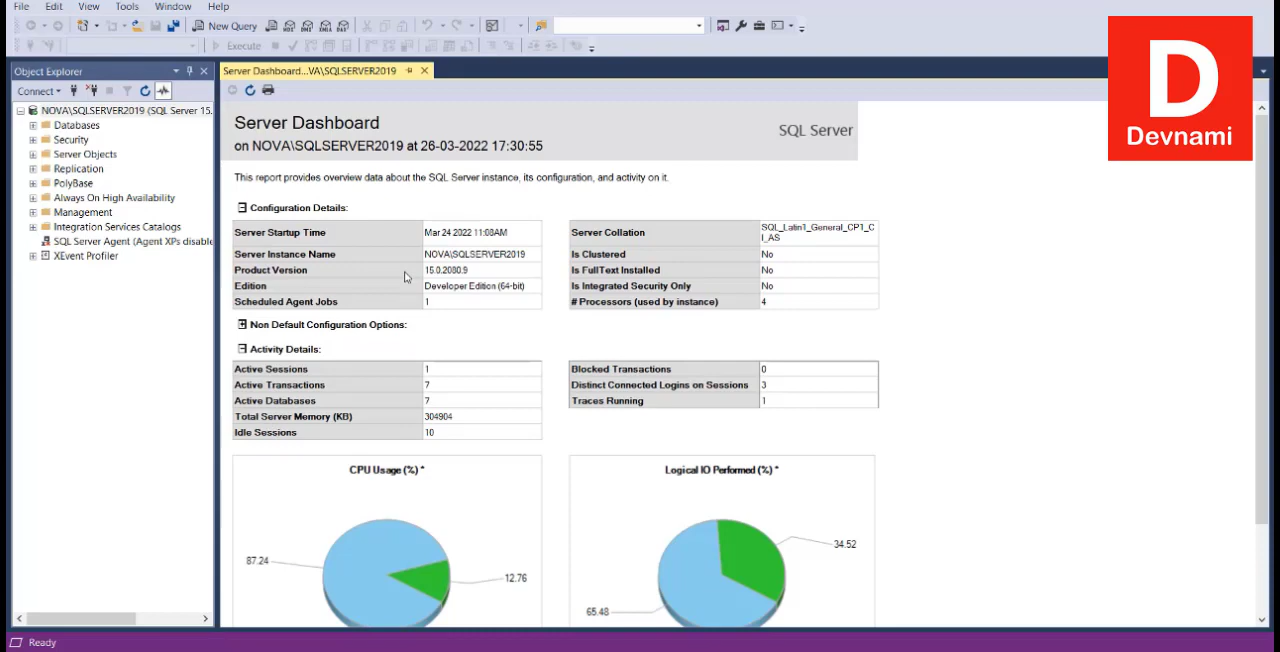 File Edit View Tools Window Help
New Query
Execute
D
Devnami
Object Explorer
Server Dashboard...VA\SQLSERVER2019
Connect
NOVA\SQLSERVER2019 (SQL Server 15.
Databases
Security
Server Objects
Replication
PolyBase
Always On High Availability
Management
Integration Services Catalogs
SQL Server Agent (Agent XPs disable
XEvent Profiler
Server Dashboard
on NOVA\SQLSERVER2019 at 26-03-2022 17:30:55
SQL Server
This report provides overview data about the SQL Server instance, its configuration, and activity on it.
Configuration Details:
Server Startup Time Mar 24 2022 11:08AM
Server Instance Name NOVA\SQLSERVER2019
Product Version 15.0.2080.9
Edition Developer Edition (64-bit)
Scheduled Agent Jobs 1
Server Collation SQL_Latin1_General_CP1_C
I_AS
Is Clustered No
Is FullText Installed No
Is Integrated Security Only No
# Processors (used by instance) 4
Non Default Configuration Options:
Activity Details:
Active Sessions 1
Active Transactions 7
Active Databases 7
Total Server Memory (KB) 304904
Idle Sessions 10
Blocked Transactions 0
Distinct Connected Logins on Sessions 3
Traces Running 1
CPU Usage (%) *
87.24
12.76
Logical IO Performed (%) *
34.52
65.48
Ready